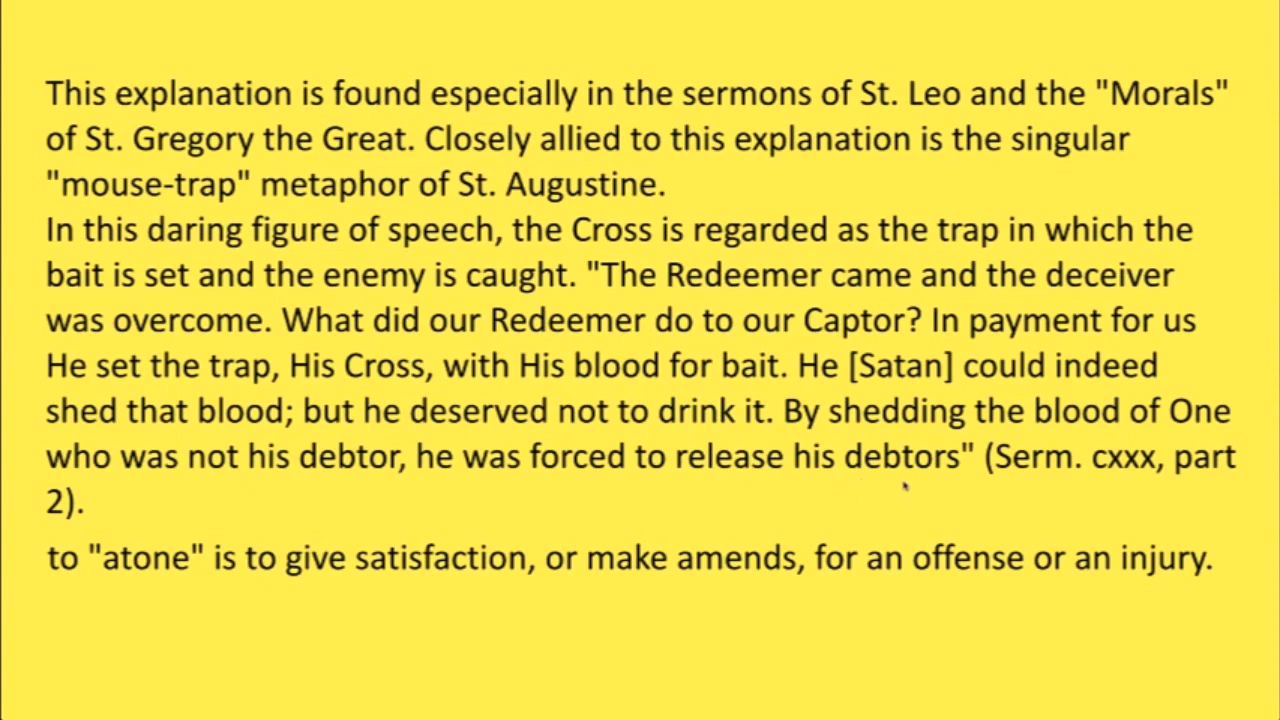 This explanation is found especially in the sermons of St. Leo and the "Morals"
of St. Gregory the Great. Closely allied to this explanation is the singular
"mouse-trap" metaphor of St. Augustine.
In this daring figure of speech, the Cross is regarded as the trap in which the
bait is set and the enemy is caught. "The Redeemer came and the deceiver
was overcome. What did our Redeemer do to our Captor? In payment for us
He set the trap, His Cross, with His blood for bait. He [Satan] could indeed
shed that blood; but he deserved not to drink it. By shedding the blood of One
who was not his debtor, he was forced to release his debtors" (Serm. cxxx, part
2).
to "atone" is to give satisfaction, or make amends, for an offense or an injury.